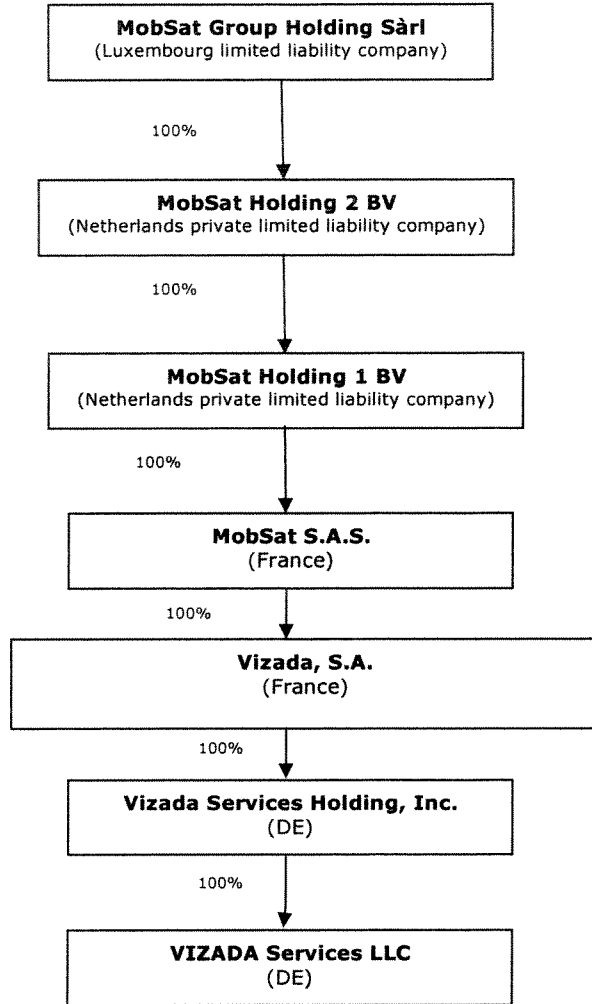 MobSat Group Holding Sàrl
(Luxembourg limited liability company)
100%
MobSat Holding 2 BV
(Netherlands private limited liability company)
100%
MobSat Holding 1 BV
(Netherlands private limited liability company)
100%
MobSat S.A.S.
(France)
100%
Vizada, S.A.
(France)
100%
Vizada Services Holding, Inc.
(DE)
100%
VIZADA Services LLC
(DE)